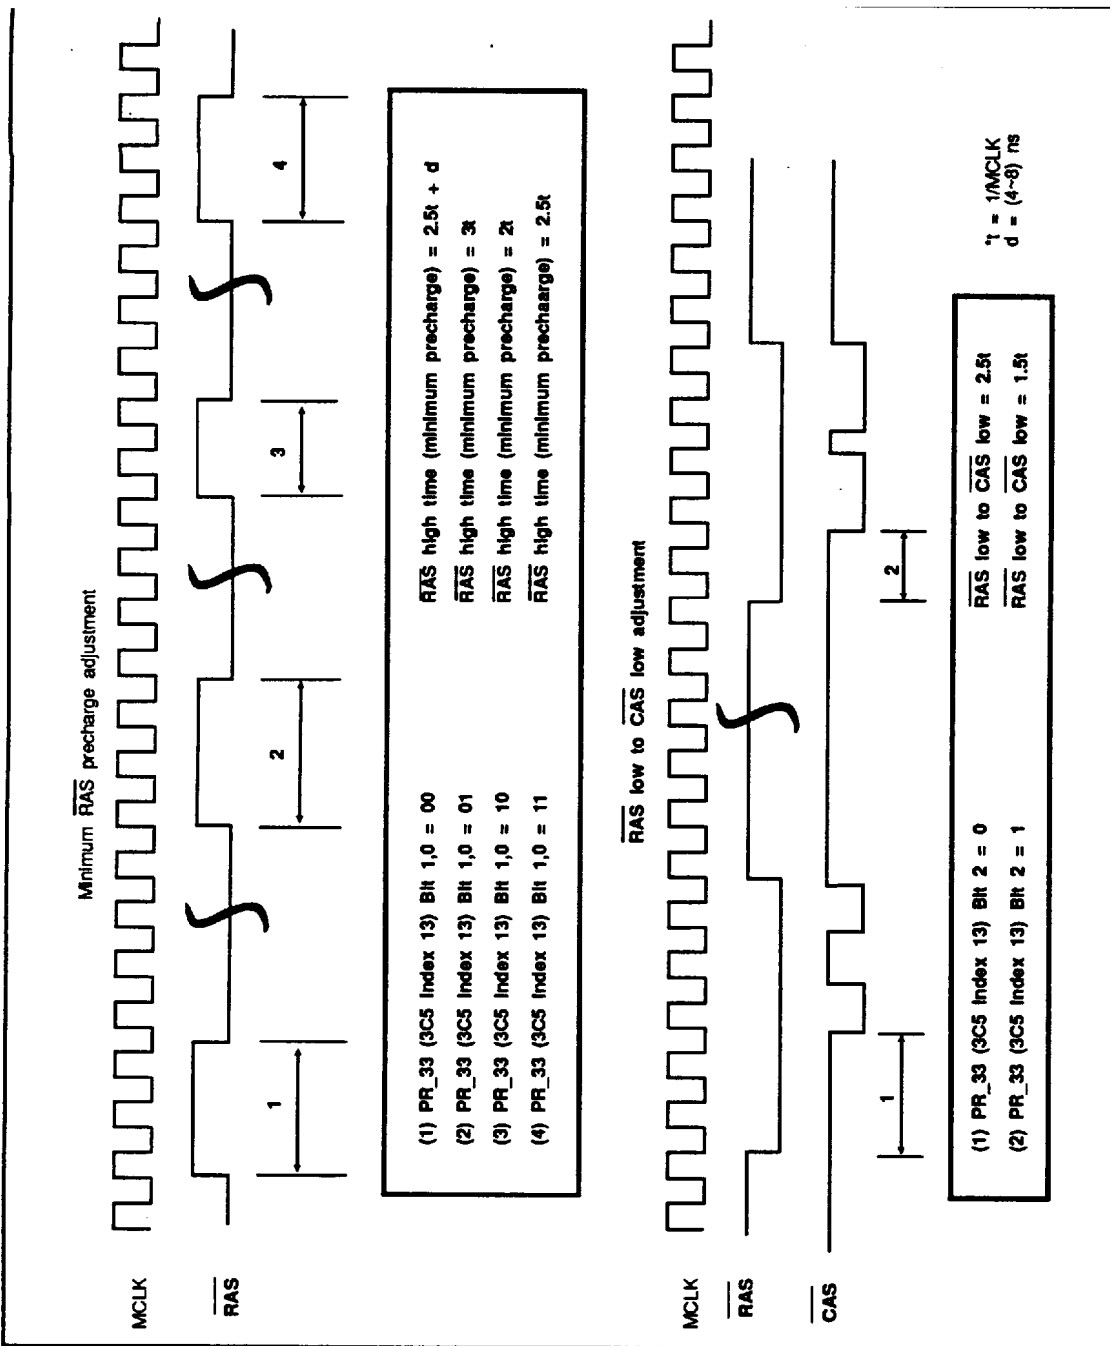 Minimum RAS precharge adjustment
MCLK
RAS
1
2
3
4
(1) PR_33 (3C5 Index 13) Bit 1,0 = 00 RAS high time (minimum precharge) = 2.5t + d
(2) PR_33 (3C5 Index 13) Bit 1,0 = 01 RAS high time (minimum precharge) = 3t
(3) PR_33 (3C5 Index 13) Bit 1,0 = 10 RAS high time (minimum precharge) = 2t
(4) PR_33 (3C5 Index 13) Bit 1,0 = 11 RAS high time (minimum prechaarge) = 2.5t
RAS low to CAS low adjustment
MCLK
RAS
CAS
1
2
(1) PR_33 (3C5 Index 13) Bit 2 = 0 RAS low to CAS low = 2.5t
(2) PR_33 (3C5 Index 13) Bit 2 = 1 RAS low to CAS low = 1.5t
*t = 1/MCLK
d = (4~8) ns